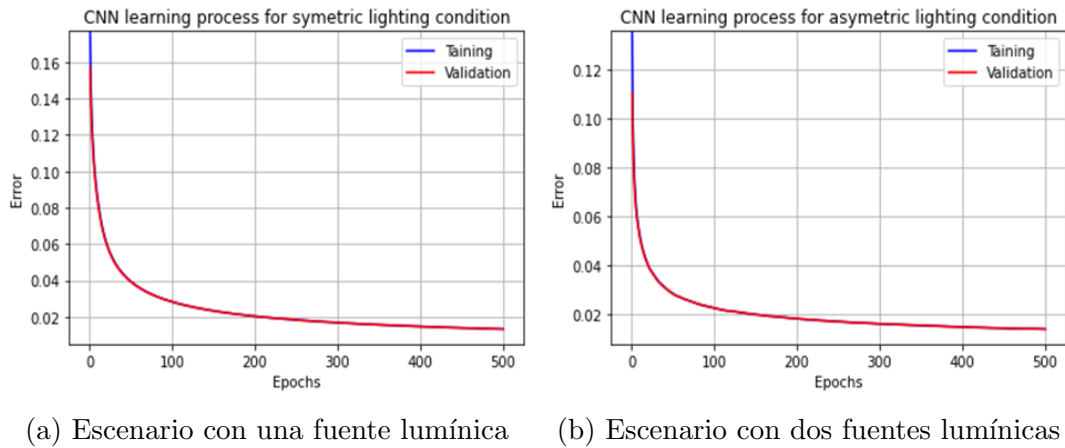 CNN learning process for symetric lighting condition
Taining
Validation
0.16
0.14
0.12
0.10
0.08
0.06
0.04
0.02
Error
0 100 200 300 400 500
Epochs
(a) Escenario con una fuente lumínica
CNN learning process for asymetric lighting condition
Taining
Validation
0.12
0.10
0.08
0.06
0.04
0.02
Error
0 100 200 300 400 500
Epochs
(b) Escenario con dos fuentes lumínicas